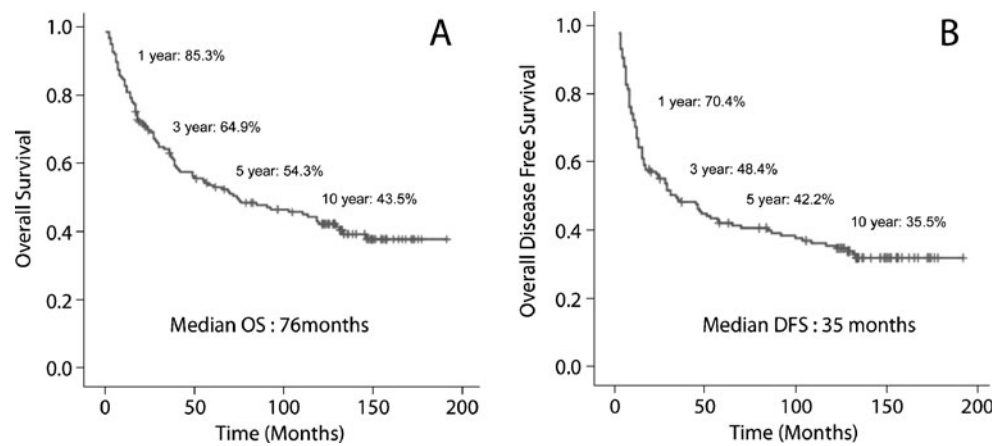 A
Overall Survival
1.0
0.8
0.6
0.4
0.2
0.0
1 year: 85.3%
3 year: 64.9%
5 year: 54.3%
10 year: 43.5%
Median OS : 76months
0 50 100 150 200
Time (Months)
B
Overall Disease Free Survival
1.0
0.8
0.6
0.4
0.2
0.0
1 year: 70.4%
3 year: 48.4%
5 year: 42.2%
10 year: 35.5%
Median DFS : 35 months
0 50 100 150 200
Time (Months)